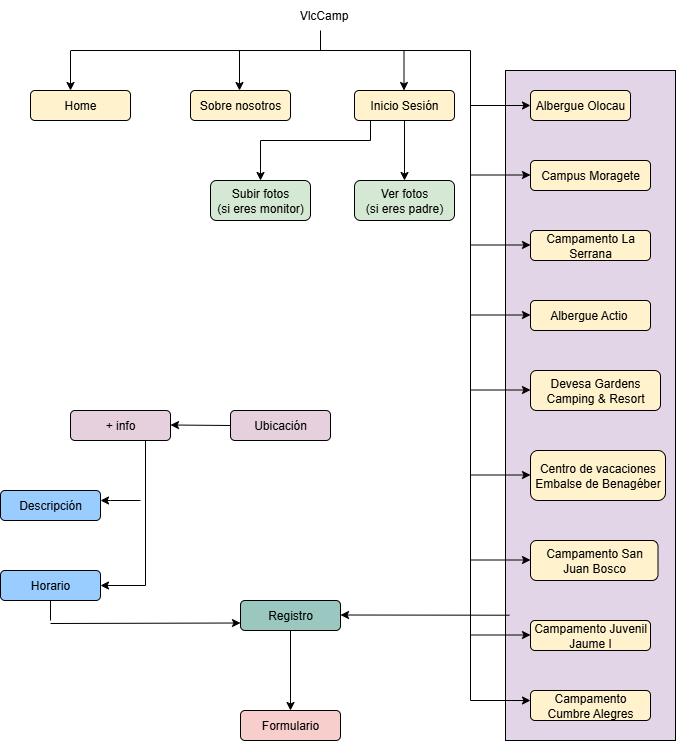 VlcCamp
Home
Sobre nosotros
Inicio Sesión
Albergue Olocau
Subir fotos
(si eres monitor)
Ver fotos
(si eres padre)
Campus Moragete
Campamento La
Serrana
Albergue Actio
Devesa Gardens
Camping & Resort
+ info
Ubicación
Centro de vacaciones
Embalse de Benagéber
Descripción
Campamento San
Juan Bosco
Horario
Registro
Campamento Juvenil
Jaume I
Formulario
Campamento
Cumbre Alegres